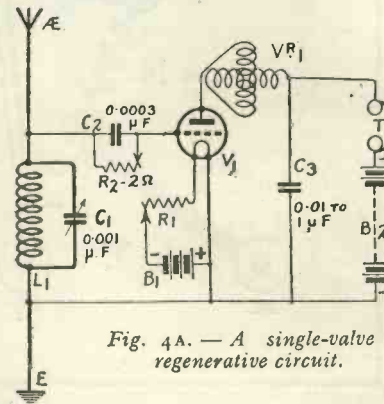 Æ
VR1
C2
0.0003
µF
R2-2Ω
V1
C1
0.001
µF
L1
R1
B1
- +
C3
0.01 TO
1µF
T
B2
E
Fig. 4A. — A single-valve
regenerative circuit.